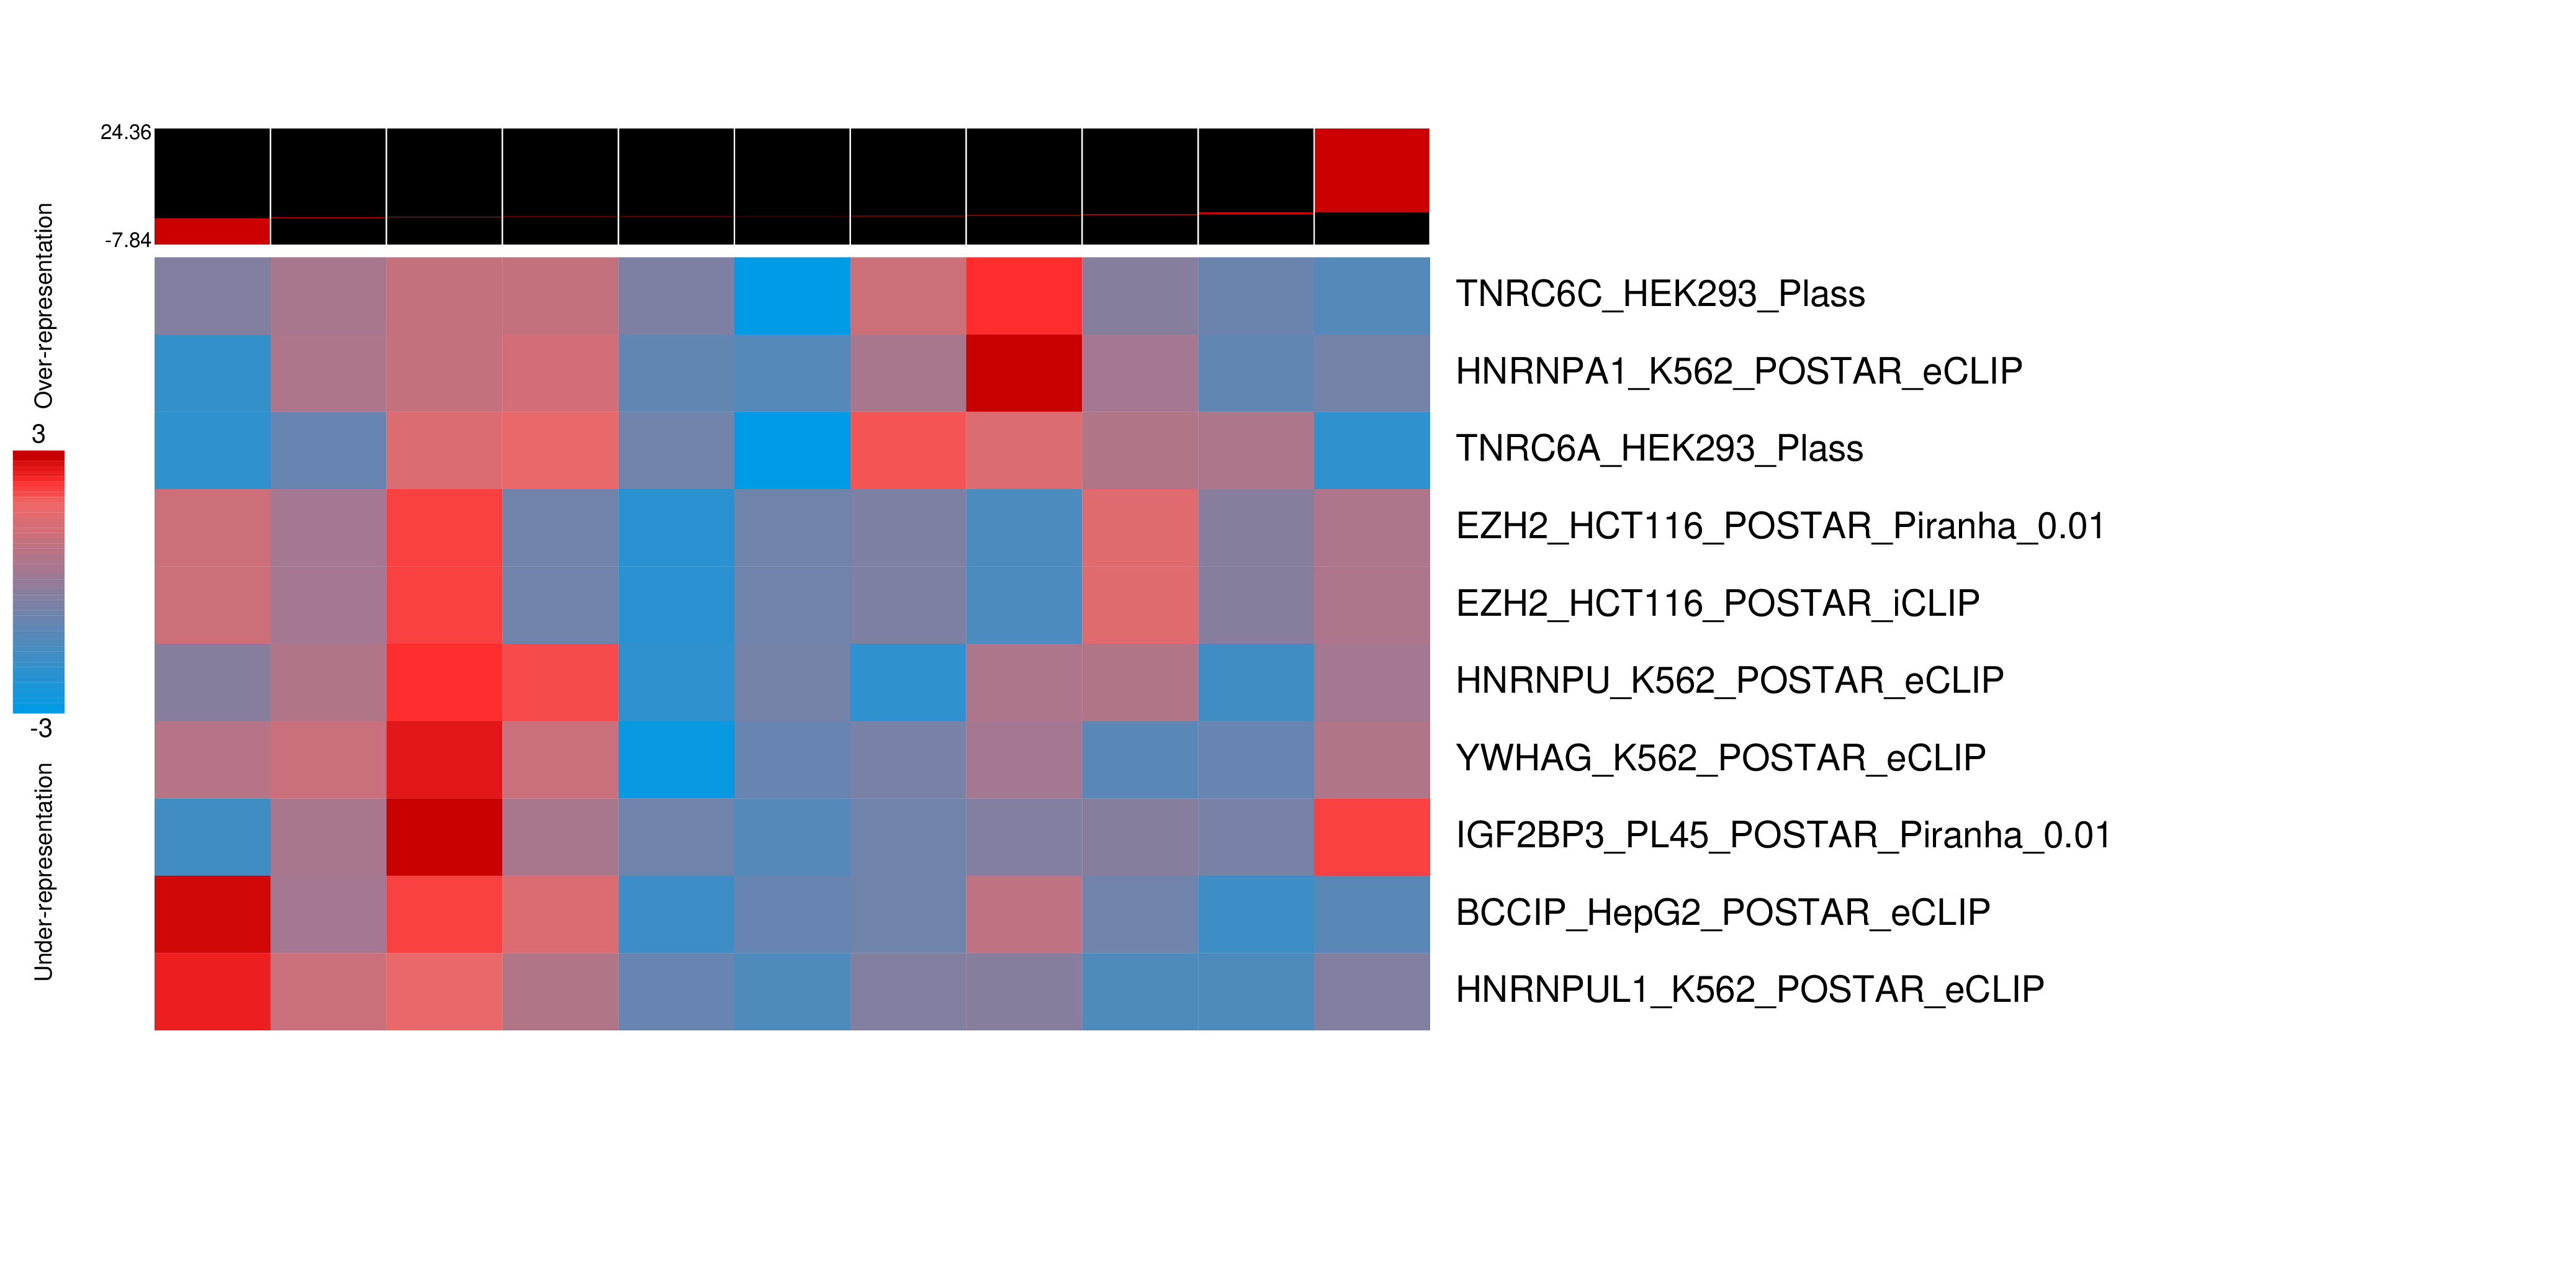 24.36
-7.84
Over-representation
3
-3
Under-representation
TNRC6C_HEK293_Plass
HNRNPA1_K562_POSTAR_eCLIP
TNRC6A_HEK293_Plass
EZH2_HCT116_POSTAR_Piranha_0.01
EZH2_HCT116_POSTAR_iCLIP
HNRNPU_K562_POSTAR_eCLIP
YWHAG_K562_POSTAR_eCLIP
IGF2BP3_PL45_POSTAR_Piranha_0.01
BCCIP_HepG2_POSTAR_eCLIP
HNRNPUL1_K562_POSTAR_eCLIP